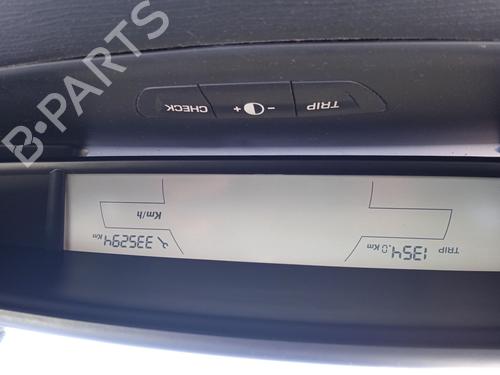 TRIP
1354.0 Km
335294 Km
Km/h
TRIP
- +
CHECK
B-PARTS